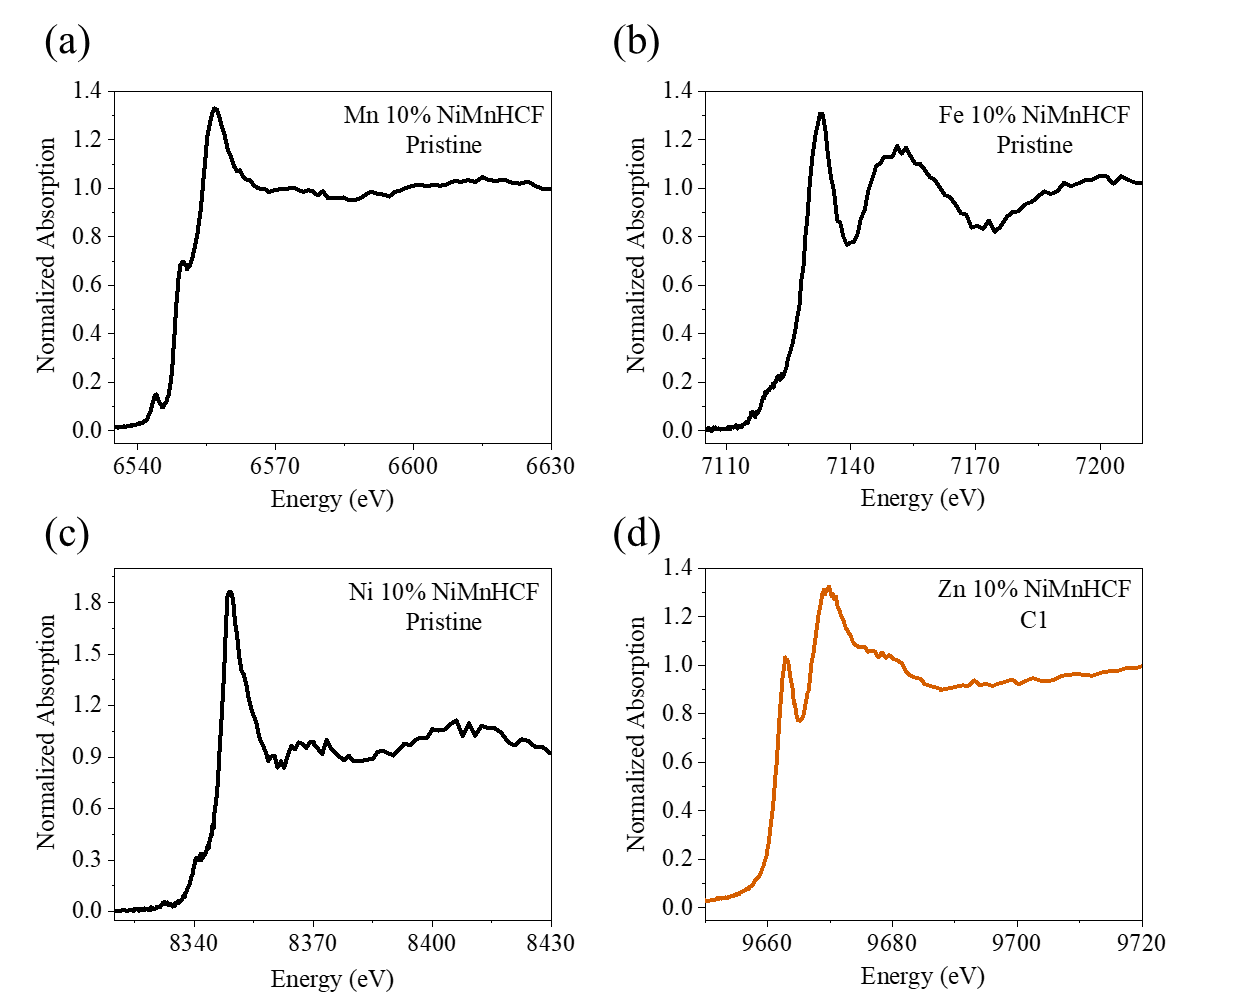 (a)
(b)
1.4
1.2
1.0
0.8
0.6
0.4
0.2
0.0
Normalized Absorption
Mn 10% NiMnHCF
Pristine
6540
6570
6600
6630
Energy (eV)
1.4
1.2
1.0
0.8
0.6
0.4
0.2
0.0
Normalized Absorption
Fe 10% NiMnHCF
Pristine
7110
7140
7170
7200
Energy (eV)
(c)
(d)
1.8
1.5
1.2
0.9
0.6
0.3
0.0
Normalized Absorption
Ni 10% NiMnHCF
Pristine
8340
8370
8400
8430
Energy (eV)
1.4
1.2
1.0
0.8
0.6
0.4
0.2
0.0
Normalized Absorption
Zn 10% NiMnHCF
C1
9660
9680
9700
9720
Energy (eV)